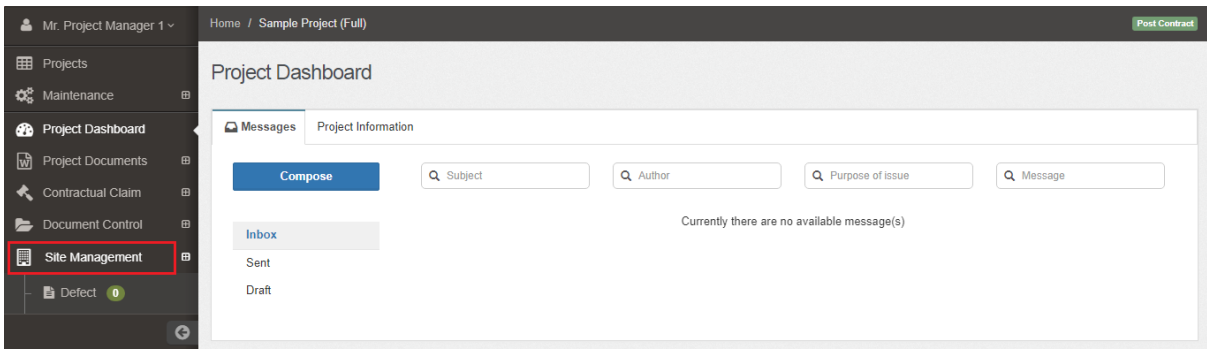 Mr. Project Manager 1
Home / Sample Project (Full)
Post Contract
Projects
Maintenance
Project Dashboard
Project Documents
Contractual Claim
Document Control
Site Management
Defect 0
Project Dashboard
Messages Project Information
Compose
Subject Author Purpose of issue Message
Currently there are no available message(s)
Inbox
Sent
Draft